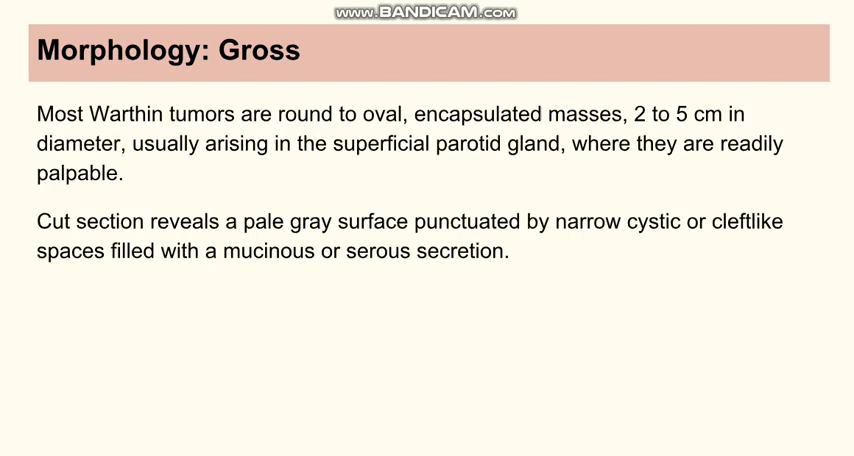 www.BANDICAM.com
Morphology: Gross
Most Warthin tumors are round to oval, encapsulated masses, 2 to 5 cm in
diameter, usually arising in the superficial parotid gland, where they are readily
palpable.
Cut section reveals a pale gray surface punctuated by narrow cystic or cleftlike
spaces filled with a mucinous or serous secretion.